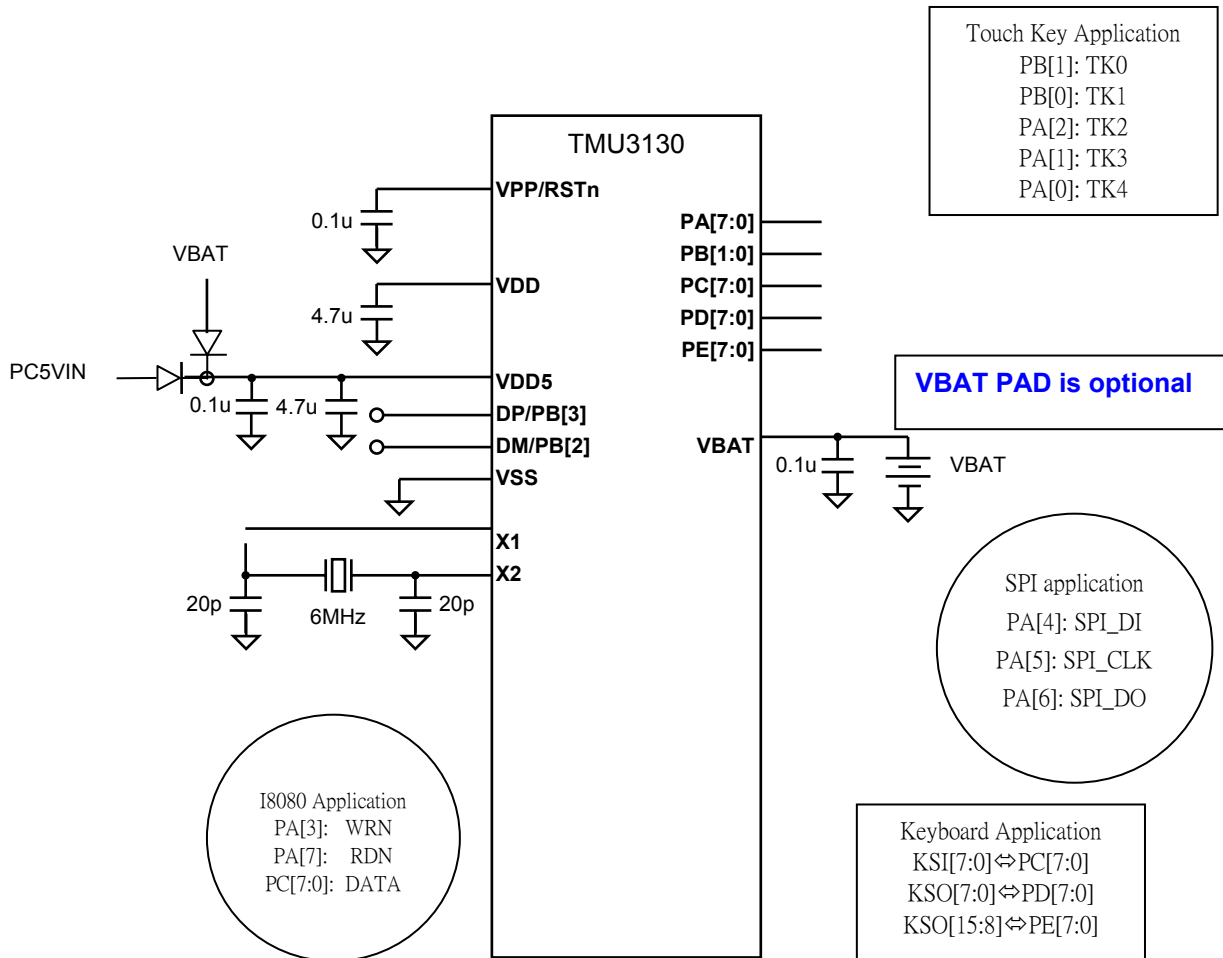 Touch Key Application
PB[1]: TK0
PB[0]: TK1
PA[2]: TK2
PA[1]: TK3
PA[0]: TK4
TMU3130
VPP/RSTn
0.1u
VBAT
VDD
4.7u
PC5VIN
VDD5
0.1u
4.7u
DP/PB[3]
DM/PB[2]
VSS
X1
X2
20p
6MHz
20p
PA[7:0]
PB[1:0]
PC[7:0]
PD[7:0]
PE[7:0]
VBAT PAD is optional
VBAT
0.1u
VBAT
SPI application
PA[4]: SPI_DI
PA[5]: SPI_CLK
PA[6]: SPI_DO
I8080 Application
PA[3]: WRN
PA[7]: RDN
PC[7:0]: DATA
Keyboard Application
KSI[7:0]⇔PC[7:0]
KSO[7:0]⇔PD[7:0]
KSO[15:8]⇔PE[7:0]